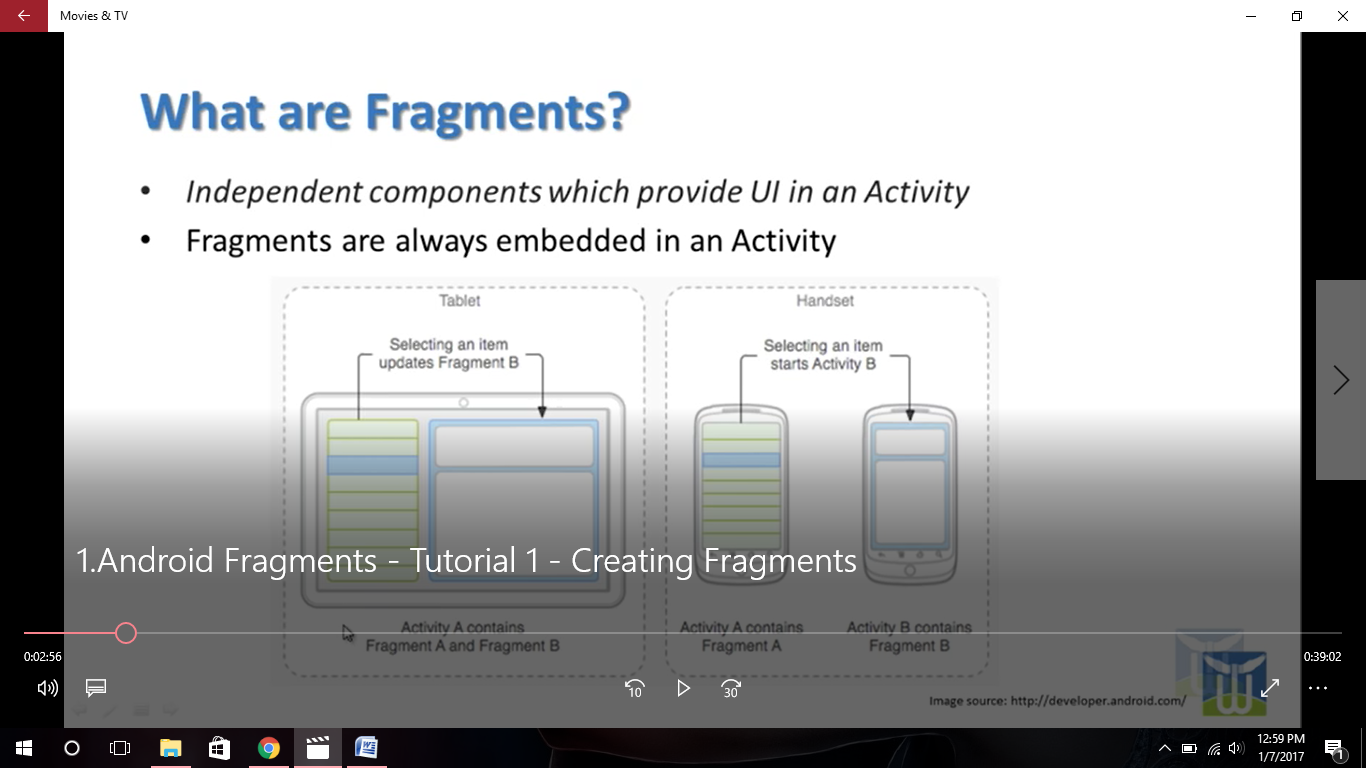 Movies & TV
What are Fragments?
• Independent components which provide UI in an Activity
• Fragments are always embedded in an Activity
Tablet
Selecting an item
updates Fragment B
Activity A contains
Fragment A and Fragment B
Handset
Selecting an item
starts Activity B
Activity A contains
Fragment A
Activity B contains
Fragment B
1.Android Fragments - Tutorial 1 - Creating Fragments
0:02:56
0:39:02
10
30
Image source: http://developer.android.com/
12:59 PM
1/7/2017
1